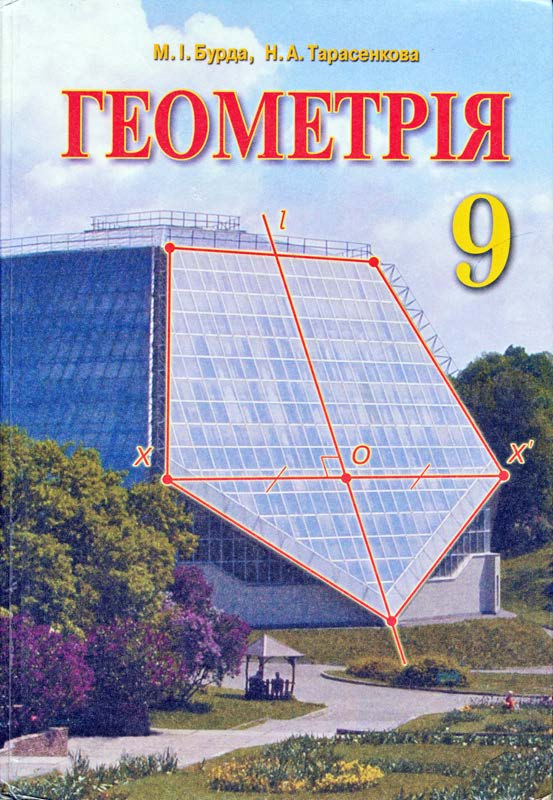 М. І. Бурда, Н. А. Тарасенкова
ГЕОМЕТРІЯ
9
l
X O X′